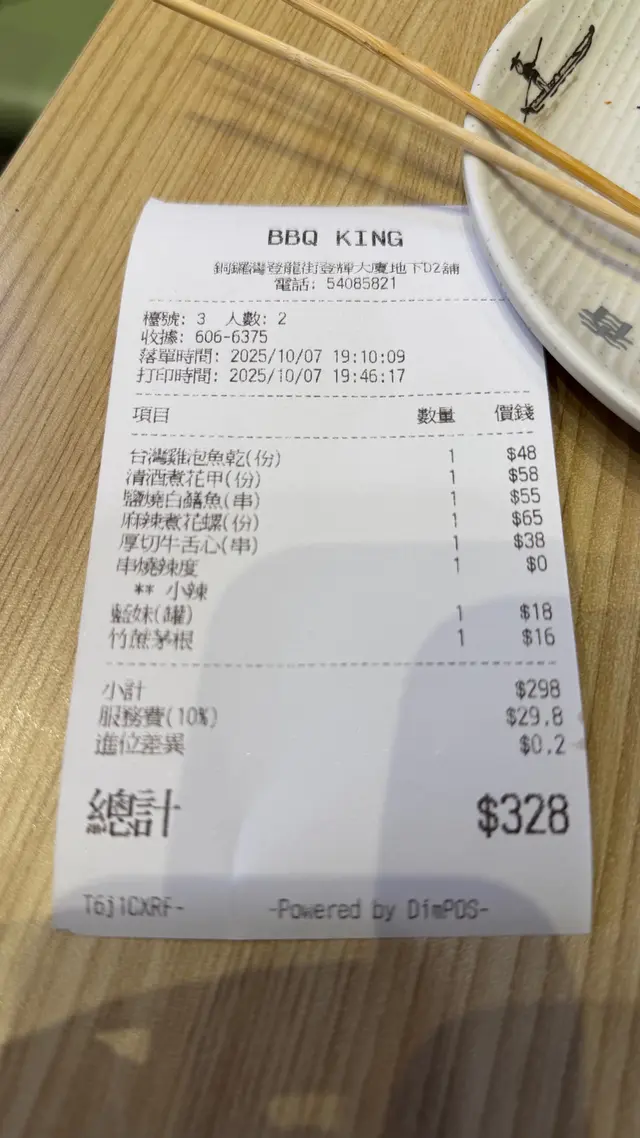 BBQ KING
銅鑼灣登龍街登輝大廈地下D2舖
電話: 54085821
檯號: 3 人數: 2
收據: 606-6375
落單時間: 2025/10/07 19:10:09
打印時間: 2025/10/07 19:46:17
項目 數量 價錢
台灣雞泡魚乾(份) 1 $48
清酒煮花甲(份) 1 $58
鹽燒白鱔魚(串) 1 $55
麻辣煮花螺(份) 1 $65
厚切牛舌心(串) 1 $38
串燒辣度 1 $0
** 小辣
藍妹(罐) 1 $18
竹蔗茅根 1 $16
小計 $298
服務費(10%) $29.8
進位差異 $0.2
總計 $328
T6j1CXRf- -Powered by DimPOS-